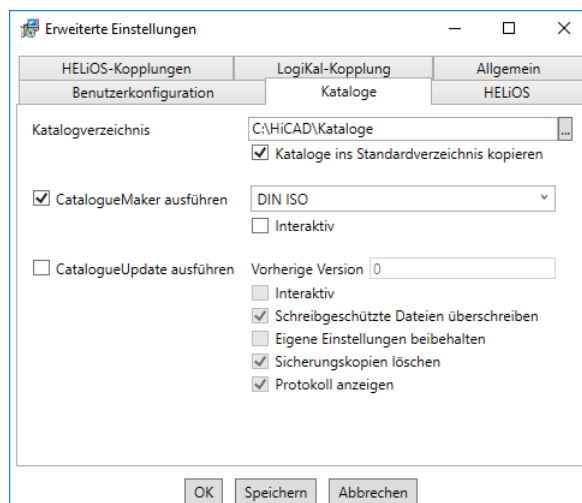 Erweiterte Einstellungen
HELiOS-Kopplungen LogiKal-Kopplung Allgemein
Benutzerkonfiguration Kataloge HELiOS
Katalogverzeichnis C:\HiCAD\Kataloge ...
Kataloge ins Standardverzeichnis kopieren
CatalogueMaker ausführen DIN ISO
Interaktiv
CatalogueUpdate ausführen Vorherige Version 0
Interaktiv
Schreibgeschützte Dateien überschreiben
Eigene Einstellungen beibehalten
Sicherungskopien löschen
Protokoll anzeigen
OK Speichern Abbrechen